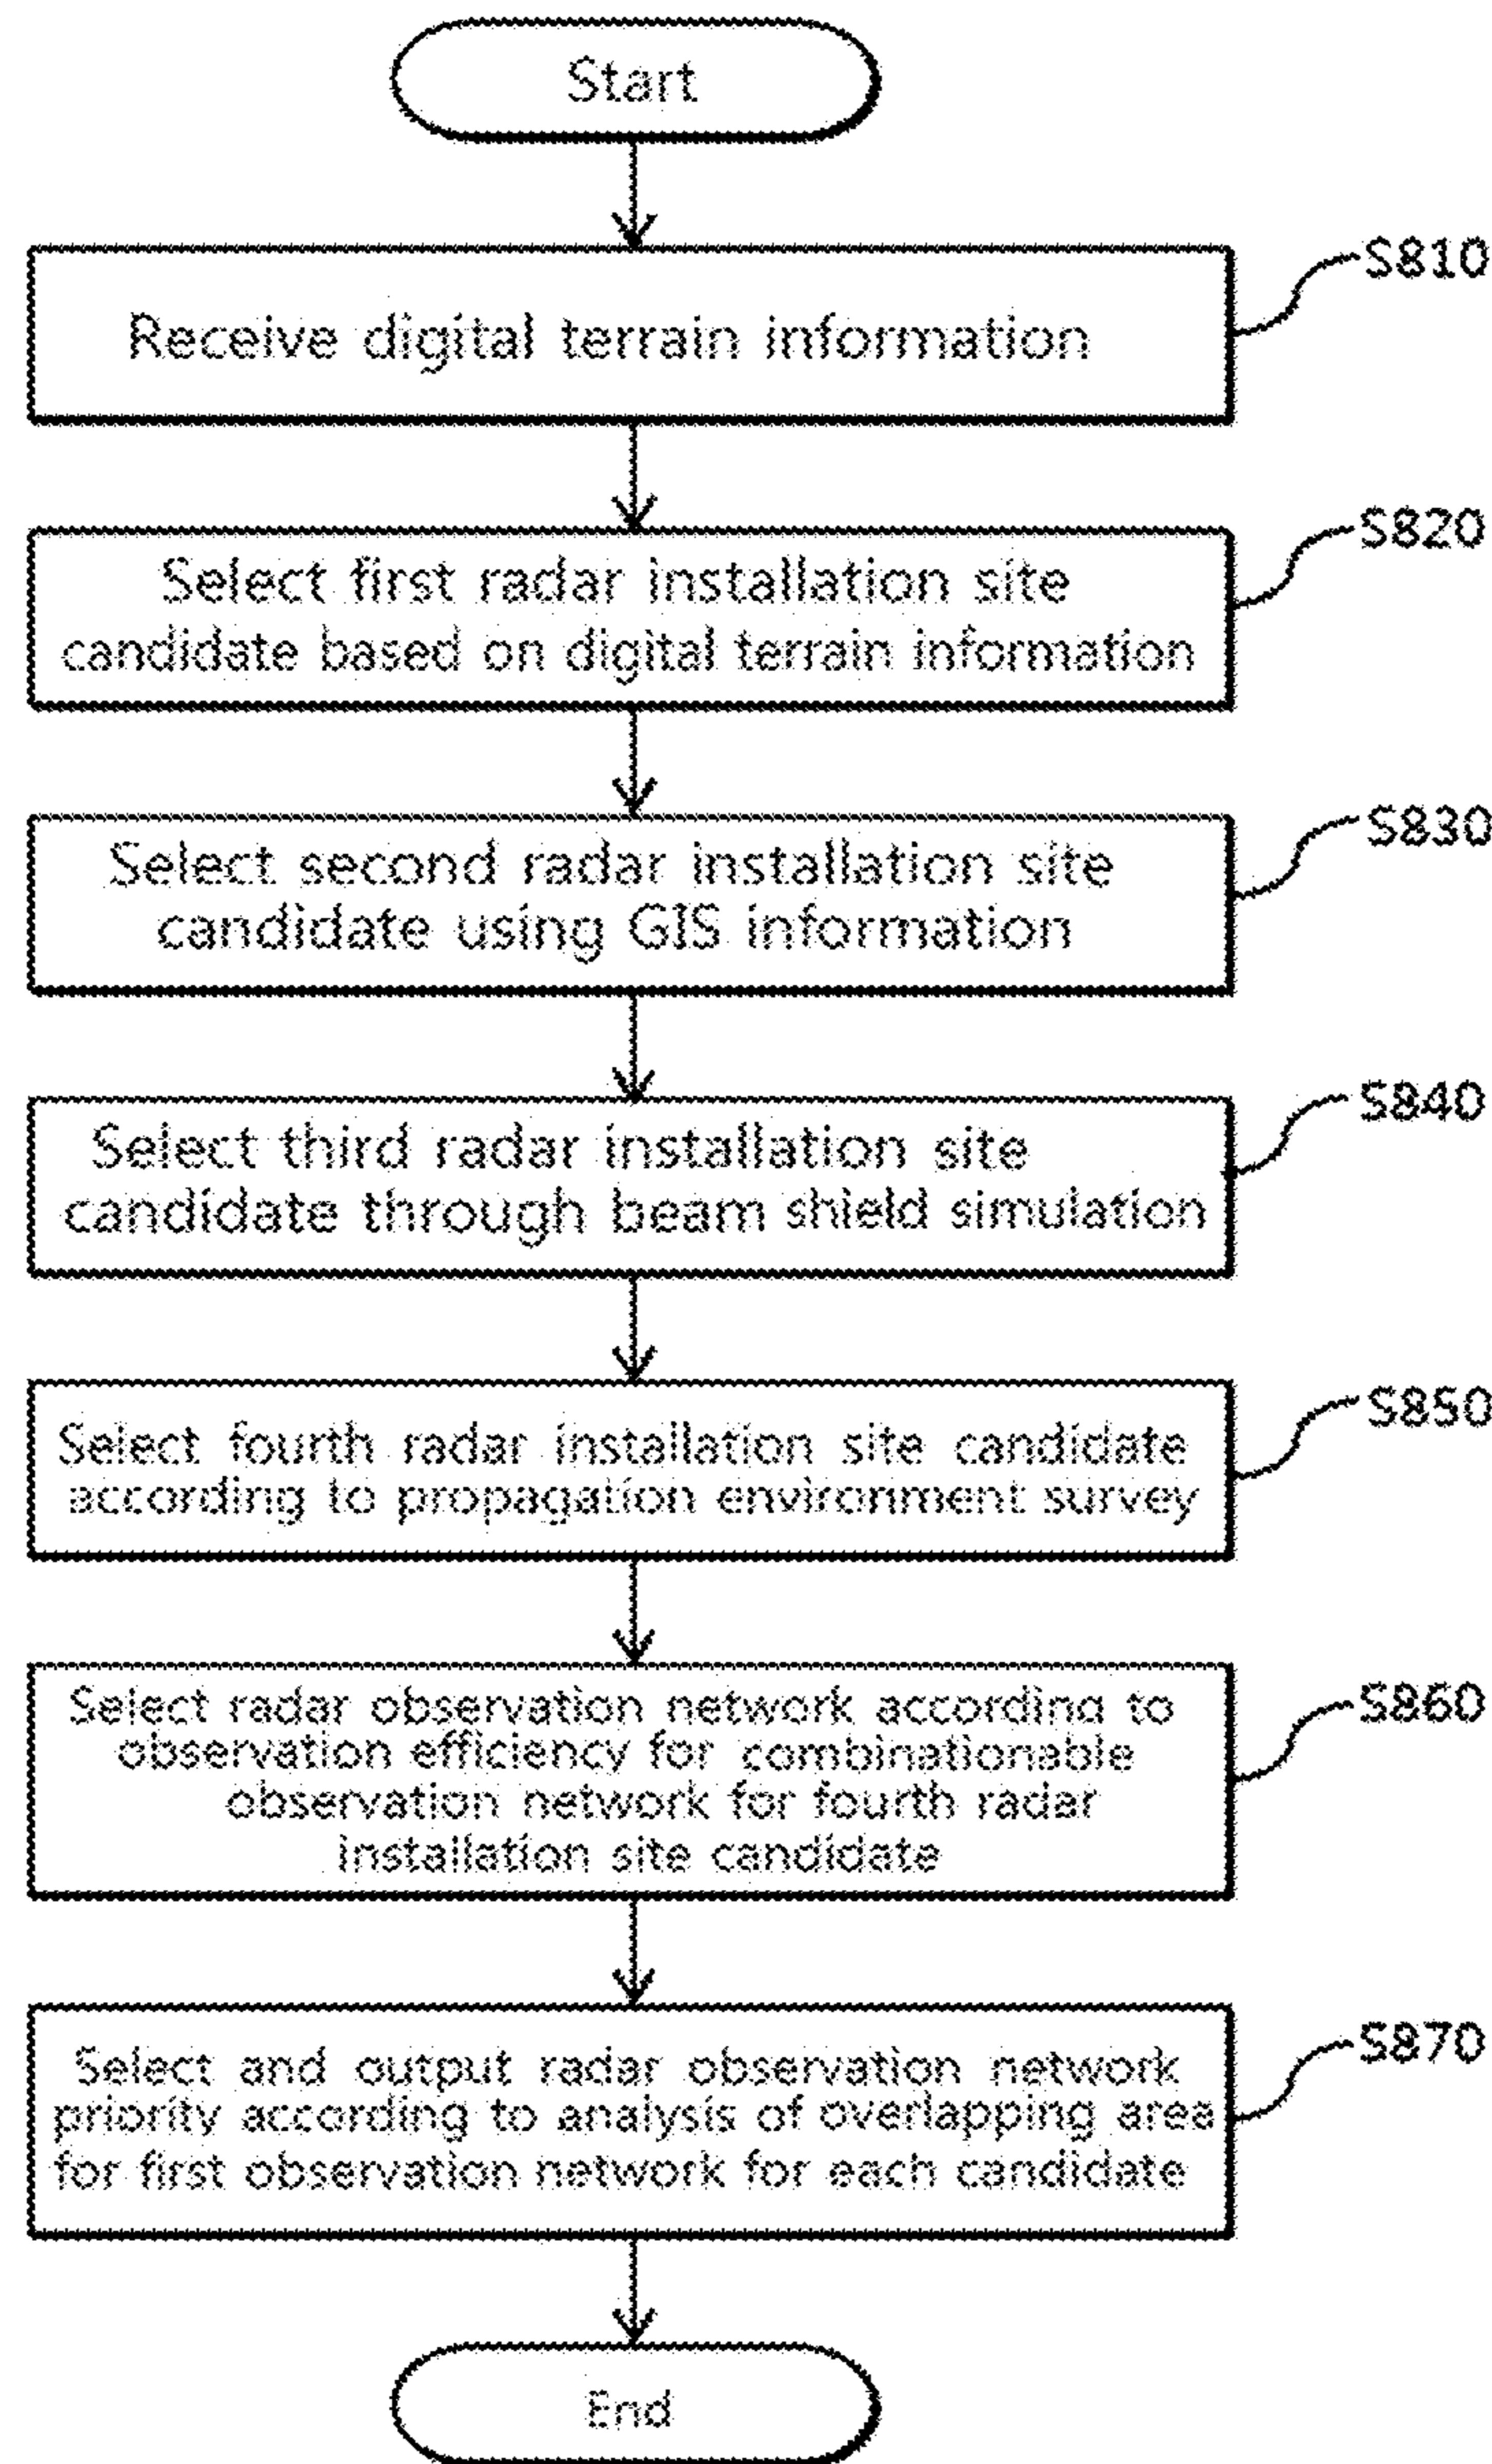 Start
S810
Receive digital terrain information
S820
Select first radar installation site
candidate based on digital terrain information
S830
Select second radar installation site
candidate using GIS information
S840
Select third radar installation site
candidate through beam shield simulation
S850
Select fourth radar installation site candidate
according to propagation environment survey
S860
Select radar observation network according to
observation efficiency for combinationable
observation network for fourth radar
installation site candidate
S870
Select and output radar observation network
priority according to analysis of overlapping area
for first observation network for each candidate
End